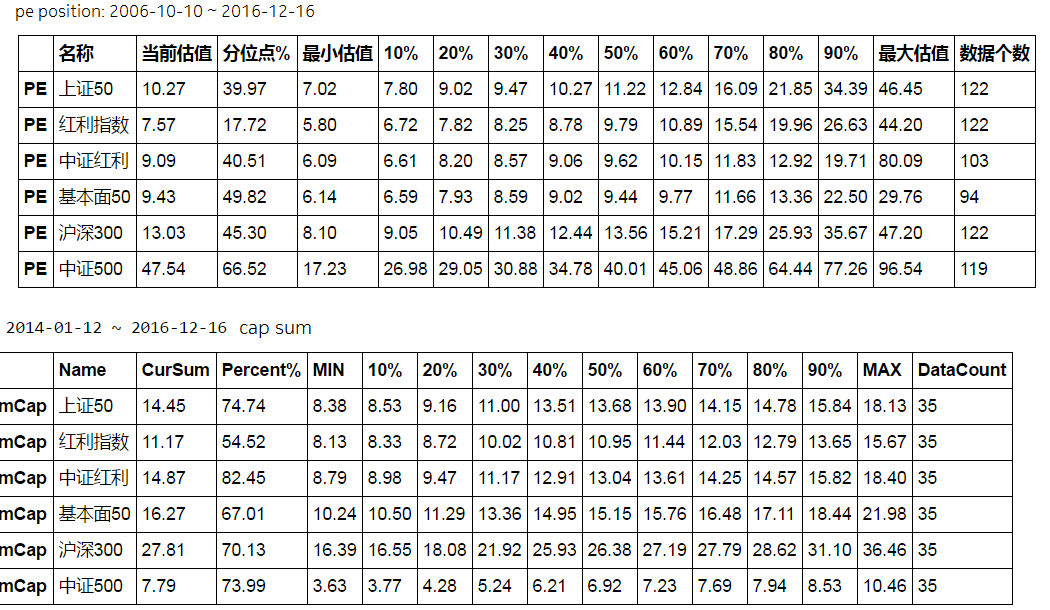 pe position: 2006-10-10 ~ 2016-12-16
名称 当前估值 分位点% 最小估值 10% 20% 30% 40% 50% 60% 70% 80% 90% 最大估值 数据个数
PE 上证50 10.27 39.97 7.02 7.80 9.02 9.47 10.27 11.22 12.84 16.09 21.85 34.39 46.45 122
PE 红利指数 7.57 17.72 5.80 6.72 7.82 8.25 8.78 9.79 10.89 15.54 19.96 26.63 44.20 122
PE 中证红利 9.09 40.51 6.09 6.61 8.20 8.57 9.06 9.62 10.15 11.83 12.92 19.71 80.09 103
PE 基本面50 9.43 49.82 6.14 6.59 7.93 8.59 9.02 9.44 9.77 11.66 13.36 22.50 29.76 94
PE 沪深300 13.03 45.30 8.10 9.05 10.49 11.38 12.44 13.56 15.21 17.29 25.93 35.67 47.20 122
PE 中证500 47.54 66.52 17.23 26.98 29.05 30.88 34.78 40.01 45.06 48.86 64.44 77.26 96.54 119
2014-01-12 ~ 2016-12-16 cap sum
Name CurSum Percent% MIN 10% 20% 30% 40% 50% 60% 70% 80% 90% MAX DataCount
mCap 上证50 14.45 74.74 8.38 8.53 9.16 11.00 13.51 13.68 13.90 14.15 14.78 15.84 18.13 35
mCap 红利指数 11.17 54.52 8.13 8.33 8.72 10.02 10.81 10.95 11.44 12.03 12.79 13.65 15.67 35
mCap 中证红利 14.87 82.45 8.79 8.98 9.47 11.17 12.91 13.04 13.61 14.25 14.57 15.82 18.40 35
mCap 基本面50 16.27 67.01 10.24 10.50 11.29 13.36 14.95 15.15 15.76 16.48 17.11 18.44 21.98 35
mCap 沪深300 27.81 70.13 16.39 16.55 18.08 21.92 25.93 26.38 27.19 27.79 28.62 31.10 36.46 35
mCap 中证500 7.79 73.99 3.63 3.77 4.28 5.24 6.21 6.92 7.23 7.69 7.94 8.53 10.46 35